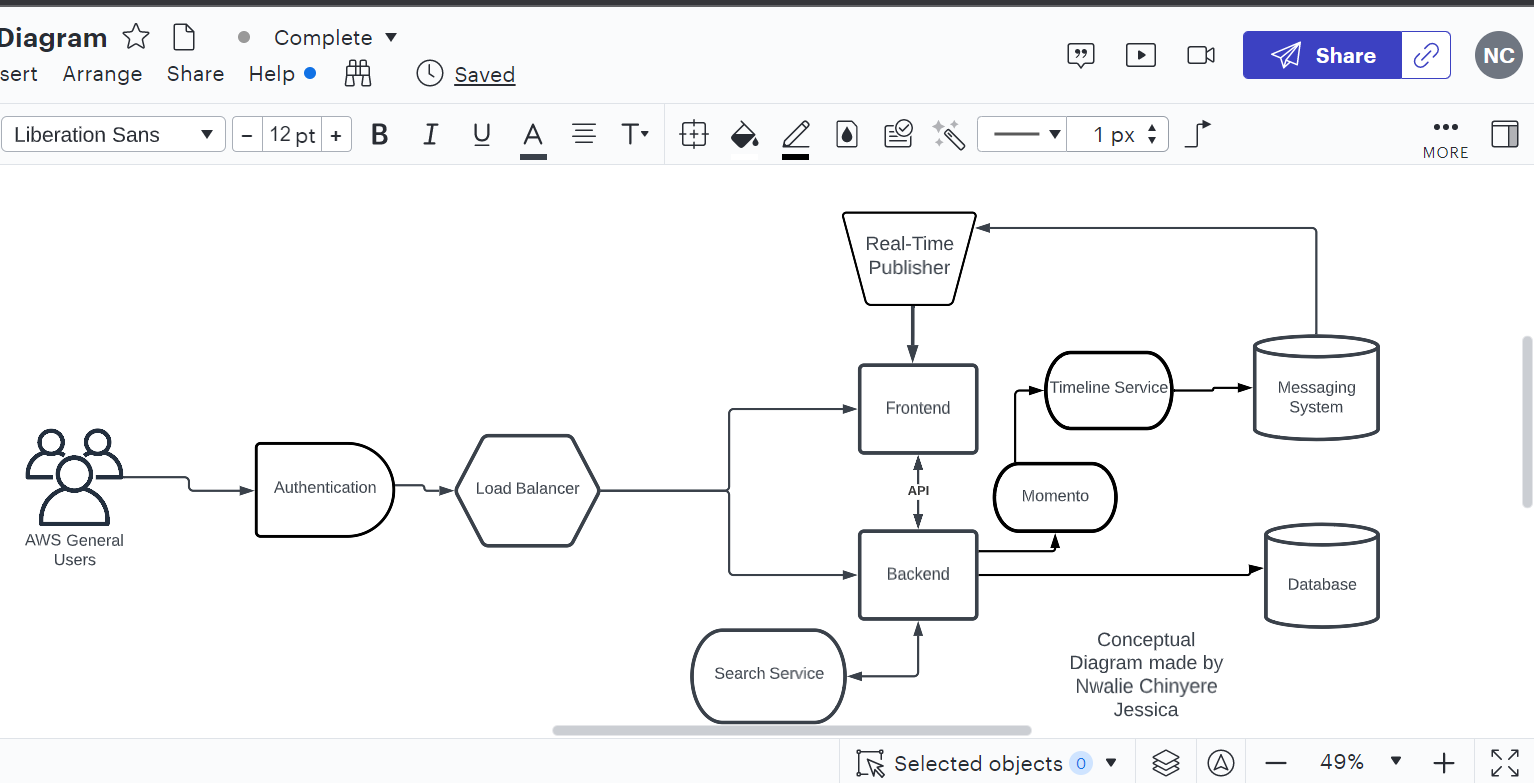 Diagram
Complete
sert Arrange Share Help
Saved
Share
NC
Liberation Sans
− 12 pt +
B I U A T
1 px
MORE
Real-Time
Publisher
Frontend
Timeline Service
Messaging
System
AWS General
Users
Authentication
Load Balancer
API
Momento
Backend
Database
Search Service
Conceptual
Diagram made by
Nwalie Chinyere
Jessica
Selected objects 0
49%